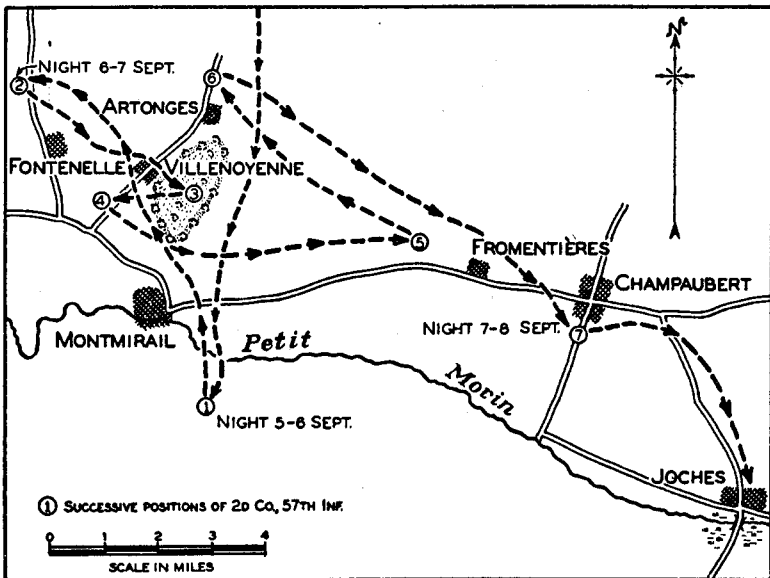 N
Night 6-7 Sept.
2
6
Artonges
Fontenelle
Villenoyenne
4
3
5
Fromentières
Champaubert
Montmirail
Petit
Morin
Night 7-8 Sept.
7
1
Night 5-6 Sept.
Joches
1 Successive positions of 2d Co., 57th Inf.
0 1 2 3 4
Scale in miles